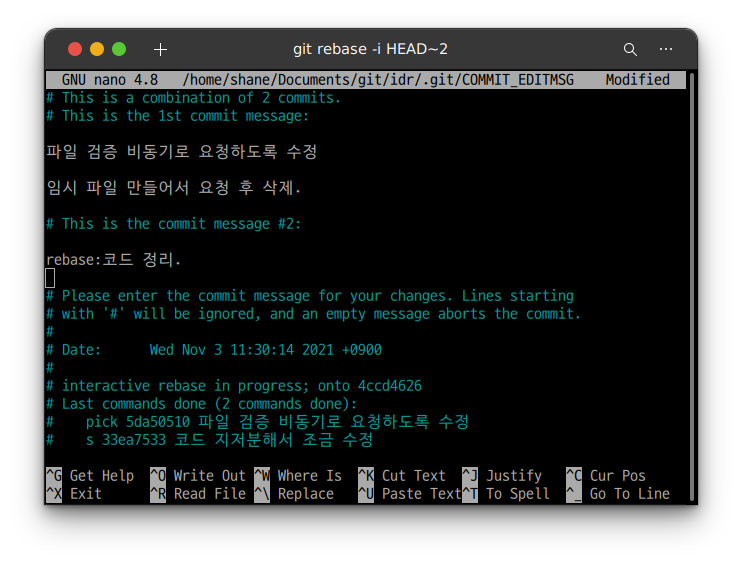 git rebase -i HEAD~2
GNU nano 4.8 /home/shane/Documents/git/idr/.git/COMMIT_EDITMSG Modified
# This is a combination of 2 commits.
# This is the 1st commit message:
파일 검증 비동기로 요청하도록 수정
임시 파일 만들어서 요청 후 삭제.
# This is the commit message #2:
rebase:코드 정리.
# Please enter the commit message for your changes. Lines starting
# with '#' will be ignored, and an empty message aborts the commit.
#
# Date:      Wed Nov 3 11:30:14 2021 +0900
#
# interactive rebase in progress; onto 4ccd4626
# Last commands done (2 commands done):
#    pick 5da50510 파일 검증 비동기로 요청하도록 수정
#    s 33ea7533 코드 지저분해서 조금 수정
^G Get Help ^O Write Out ^W Where Is ^K Cut Text ^J Justify ^C Cur Pos
^X Exit ^R Read File ^\ Replace ^U Paste Text ^T To Spell ^_ Go To Line